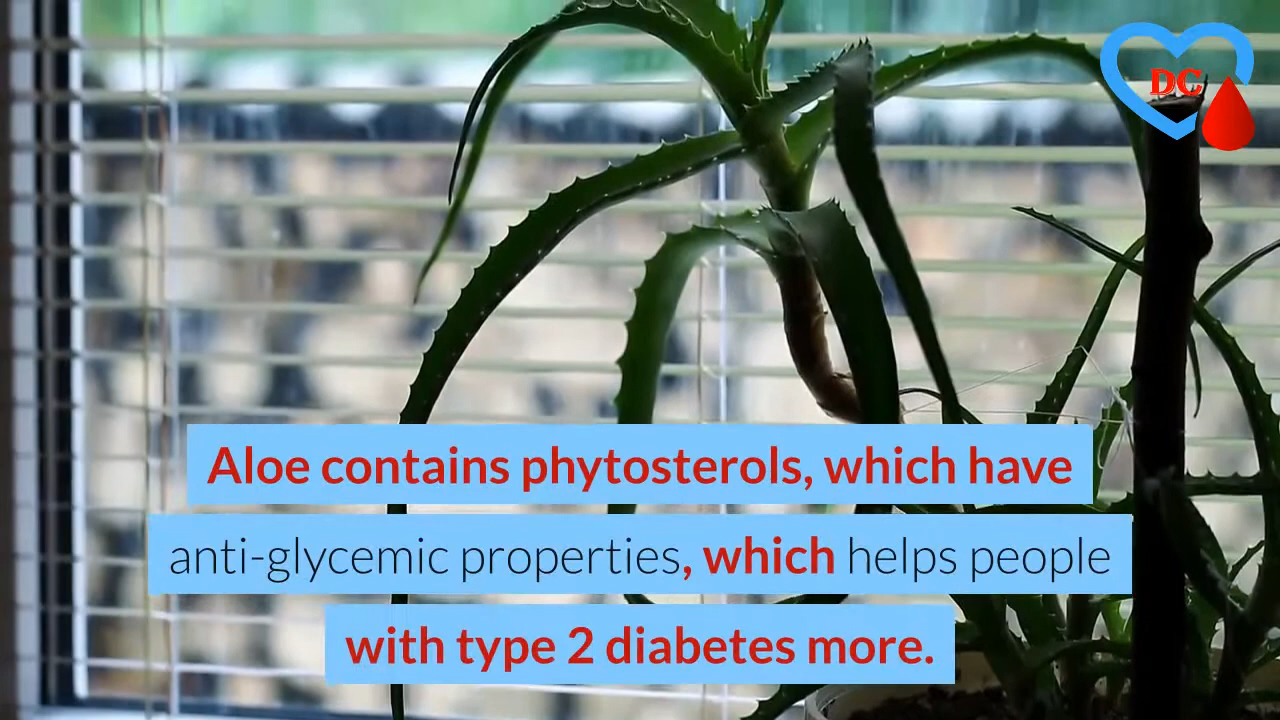 DC
Aloe contains phytosterols, which have
anti-glycemic properties, which helps people
with type 2 diabetes more.